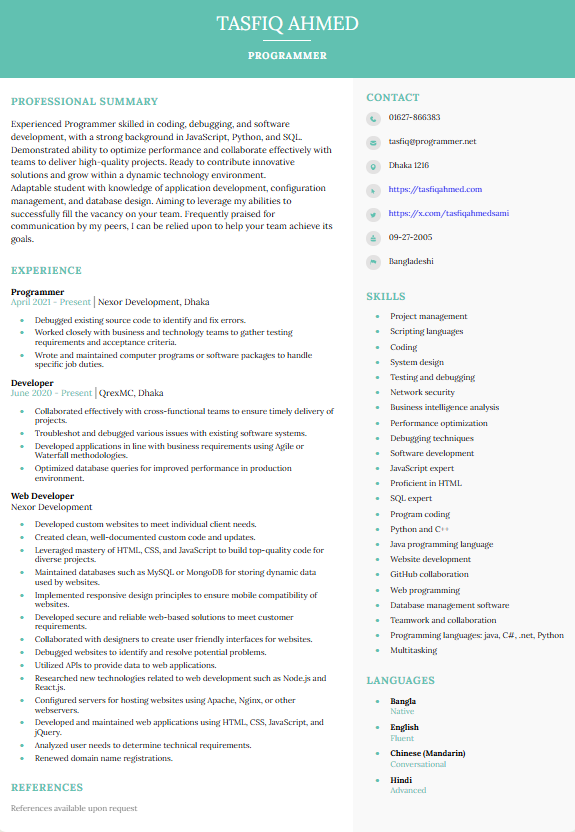 TASFIQ AHMED
PROGRAMMER
PROFESSIONAL SUMMARY
Experienced Programmer skilled in coding, debugging, and software
development, with a strong background in JavaScript, Python, and SQL.
Demonstrated ability to optimize performance and collaborate effectively with
teams to deliver high-quality projects. Ready to contribute innovative
solutions and grow within a dynamic technology environment.
Adaptable student with knowledge of application development, configuration
management, and database design. Aiming to leverage my abilities to
successfully fill the vacancy on your team. Frequently praised for
communication by my peers, I can be relied upon to help your team achieve its
goals.
EXPERIENCE
Programmer
April 2021 - Present | Nexor Development, Dhaka
Debugged existing source code to identify and fix errors.
Worked closely with business and technology teams to gather testing
requirements and acceptance criteria.
Wrote and maintained computer programs or software packages to handle
specific job duties.
Developer
June 2020 - Present | QrexMC, Dhaka
Collaborated effectively with cross-functional teams to ensure timely delivery of
projects.
Troubleshot and debugged various issues with existing software systems.
Developed applications in line with business requirements using Agile or
Waterfall methodologies.
Optimized database queries for improved performance in production
environment.
Web Developer
Nexor Development
Developed custom websites to meet individual client needs.
Created clean, well-documented custom code and updates.
Leveraged mastery of HTML, CSS, and JavaScript to build top-quality code for
diverse projects.
Maintained databases such as MySQL or MongoDB for storing dynamic data
used by websites.
Implemented responsive design principles to ensure mobile compatibility of
websites.
Developed secure and reliable web-based solutions to meet customer
requirements.
Collaborated with designers to create user friendly interfaces for websites.
Debugged websites to identify and resolve potential problems.
Utilized APIs to provide data to web applications.
Researched new technologies related to web development such as Node.js and
React.js.
Configured servers for hosting websites using Apache, Nginx, or other
webservers.
Developed and maintained web applications using HTML, CSS, JavaScript, and
jQuery.
Analyzed user needs to determine technical requirements.
Renewed domain name registrations.
REFERENCES
References available upon request
CONTACT
01627-866383
tasfiq@programmer.net
Dhaka 1216
https://tasfiqahmed.com
https://x.com/tasfiqahmedsami
09-27-2005
Bangladeshi
SKILLS
Project management
Scripting languages
Coding
System design
Testing and debugging
Network security
Business intelligence analysis
Performance optimization
Debugging techniques
Software development
JavaScript expert
Proficient in HTML
SQL expert
Program coding
Python and C++
Java programming language
Website development
GitHub collaboration
Web programming
Database management software
Teamwork and collaboration
Programming languages: java, C#, .net, Python
Multitasking
LANGUAGES
Bangla
Native
English
Fluent
Chinese (Mandarin)
Conversational
Hindi
Advanced